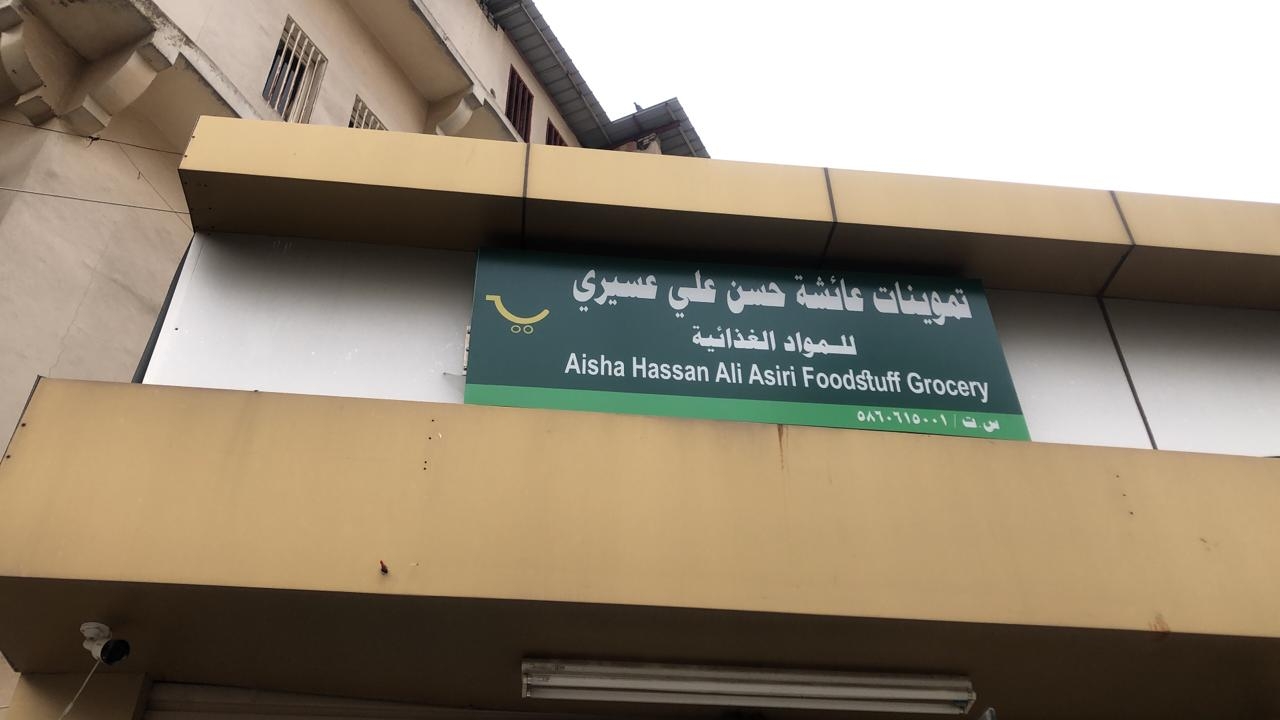 تموينات عائشة حسن علي عسيري
للمواد الغذائية
Aisha Hassan Ali Asiri Foodstuff Grocery
س.ت / ٥٨٦٠٦١٥٠٠١